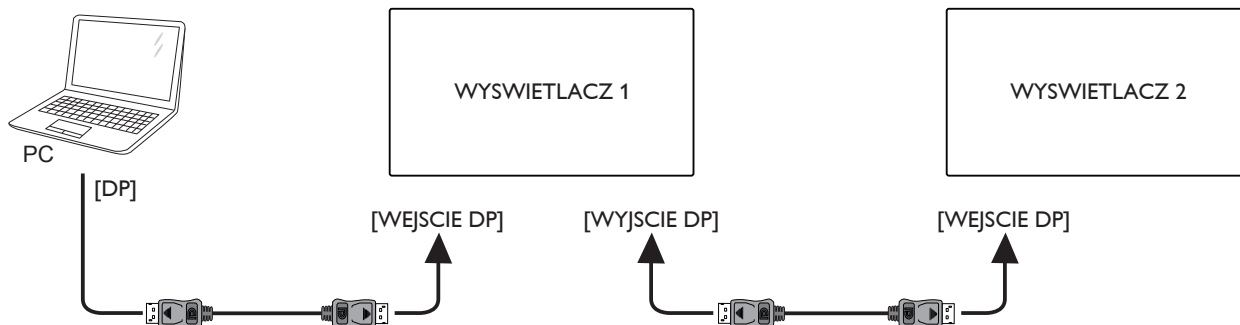 WYSWIETLACZ 1
WYSWIETLACZ 2
PC
[DP]
[WEJSCIE DP]
[WYJSCIE DP]
[WEJSCIE DP]